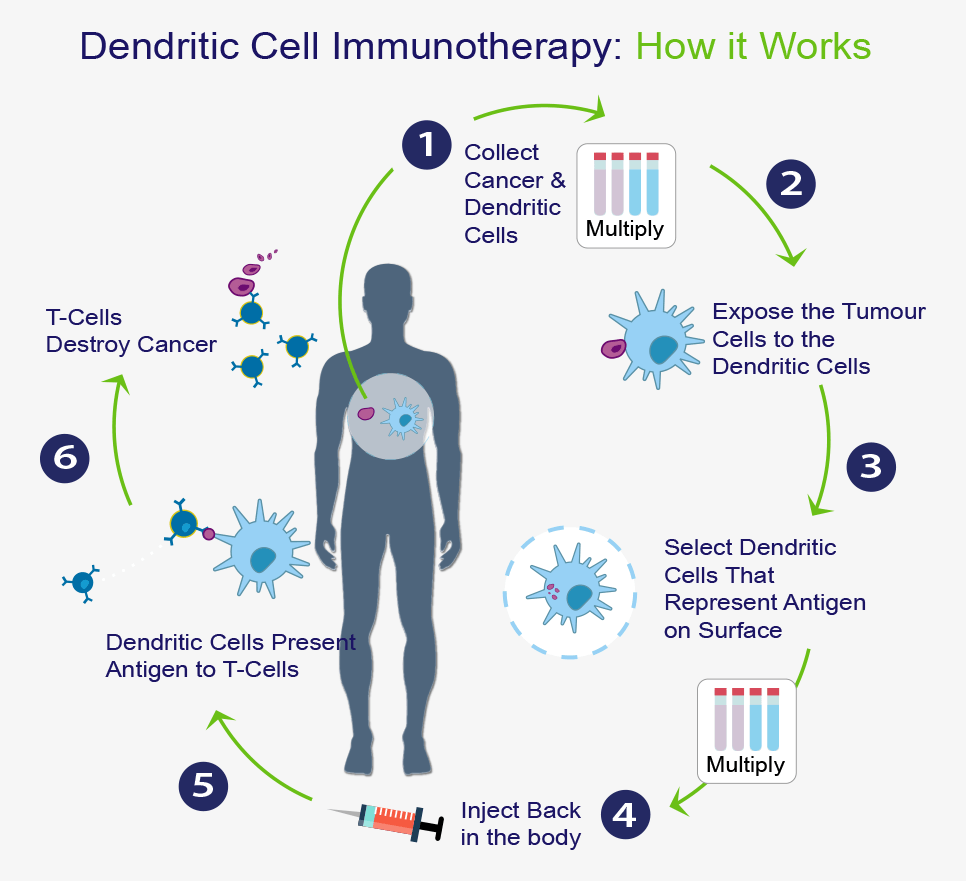 Dendritic Cell Immunotherapy: How it Works
1
Collect
Cancer &
Dendritic
Cells
Multiply
2
Expose the Tumour
Cells to the
Dendritic Cells
3
Select Dendritic
Cells That
Represent Antigen
on Surface
Multiply
4
Inject Back
in the body
5
Dendritic Cells Present
Antigen to T-Cells
6
T-Cells
Destroy Cancer